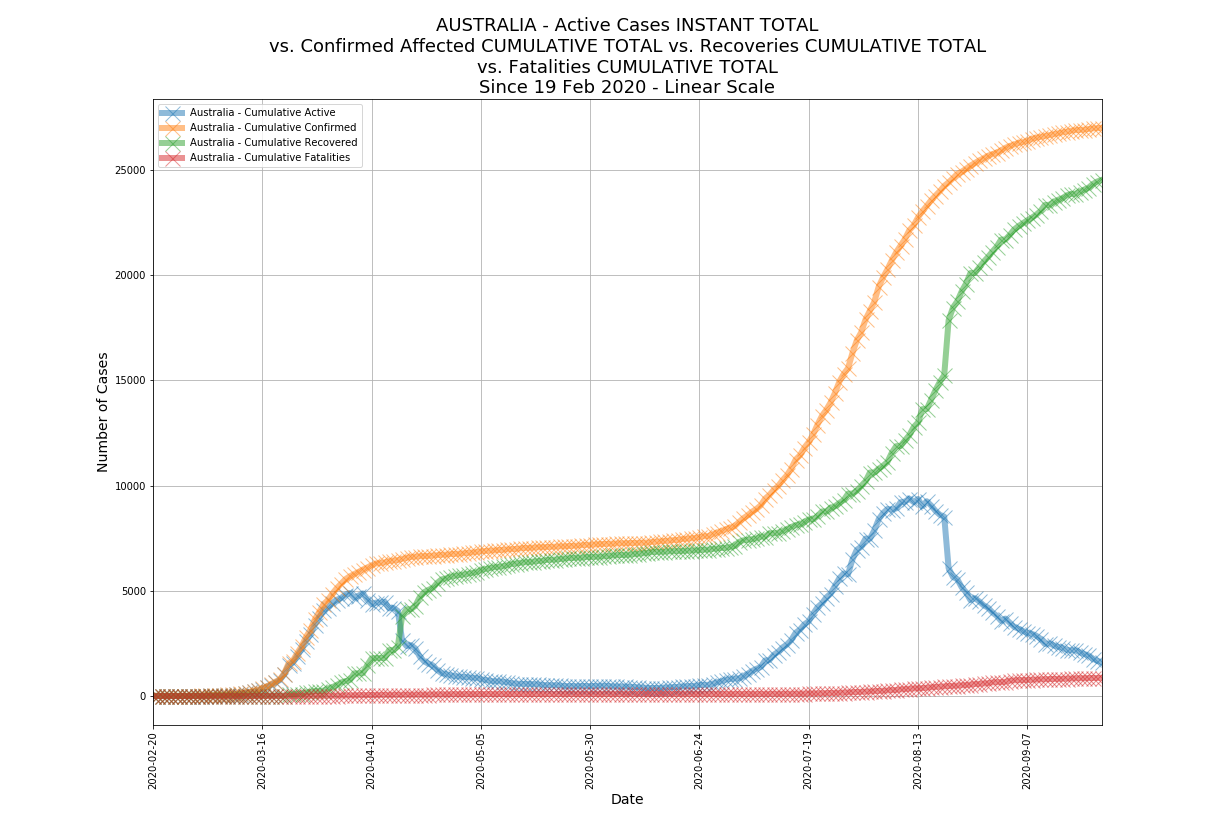 AUSTRALIA - Active Cases INSTANT TOTAL
vs. Confirmed Affected CUMULATIVE TOTAL vs. Recoveries CUMULATIVE TOTAL
vs. Fatalities CUMULATIVE TOTAL
Since 19 Feb 2020 - Linear Scale
Australia - Cumulative Active
Australia - Cumulative Confirmed
Australia - Cumulative Recovered
Australia - Cumulative Fatalities
Number of Cases
25000
20000
15000
10000
5000
0
2020-02-20
2020-03-16
2020-04-10
2020-05-05
2020-05-30
2020-06-24
2020-07-19
2020-08-13
2020-09-07
Date